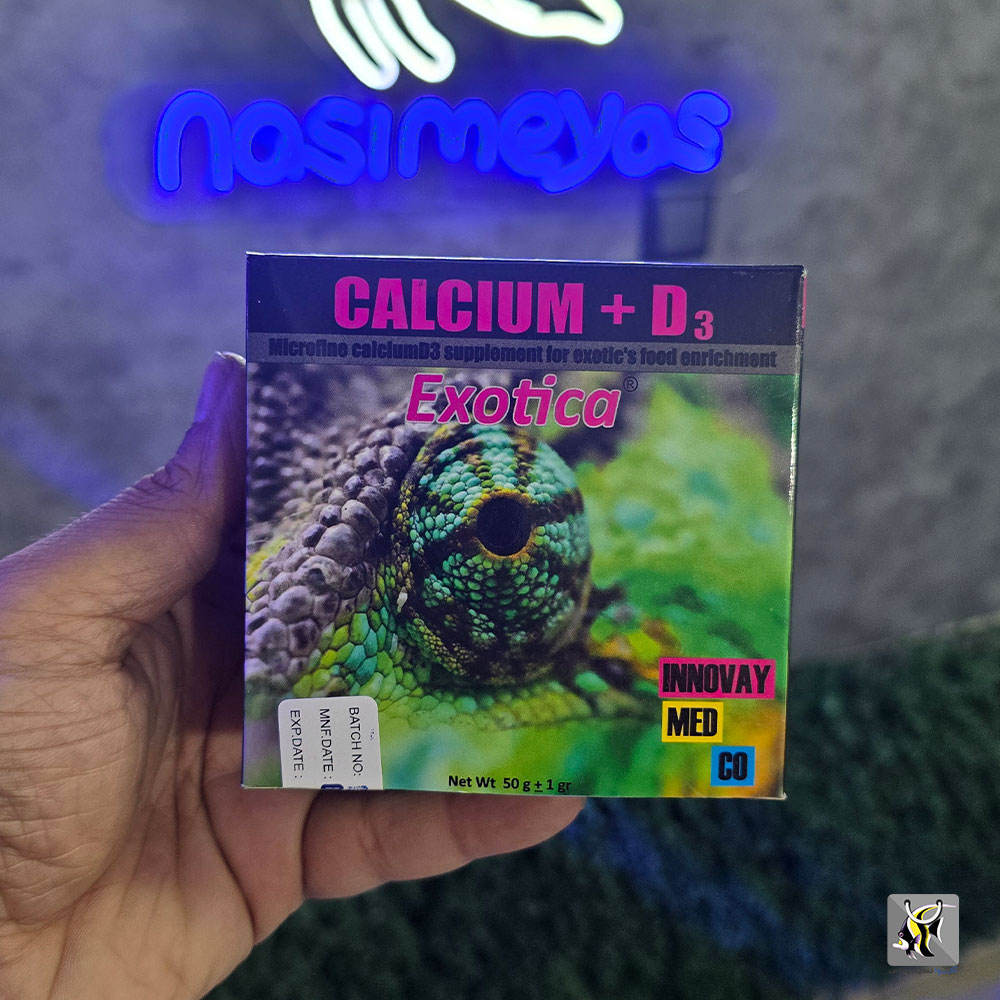 nasimeyas
CALCIUM + D3
Microfine calciumD3 supplement for exotic's food enrichment
Exotica®
INNOVAY
MED
CO
BATCH NO:
MNF.DATE :
EXP.DATE :
Net Wt 50 g ± 1 gr